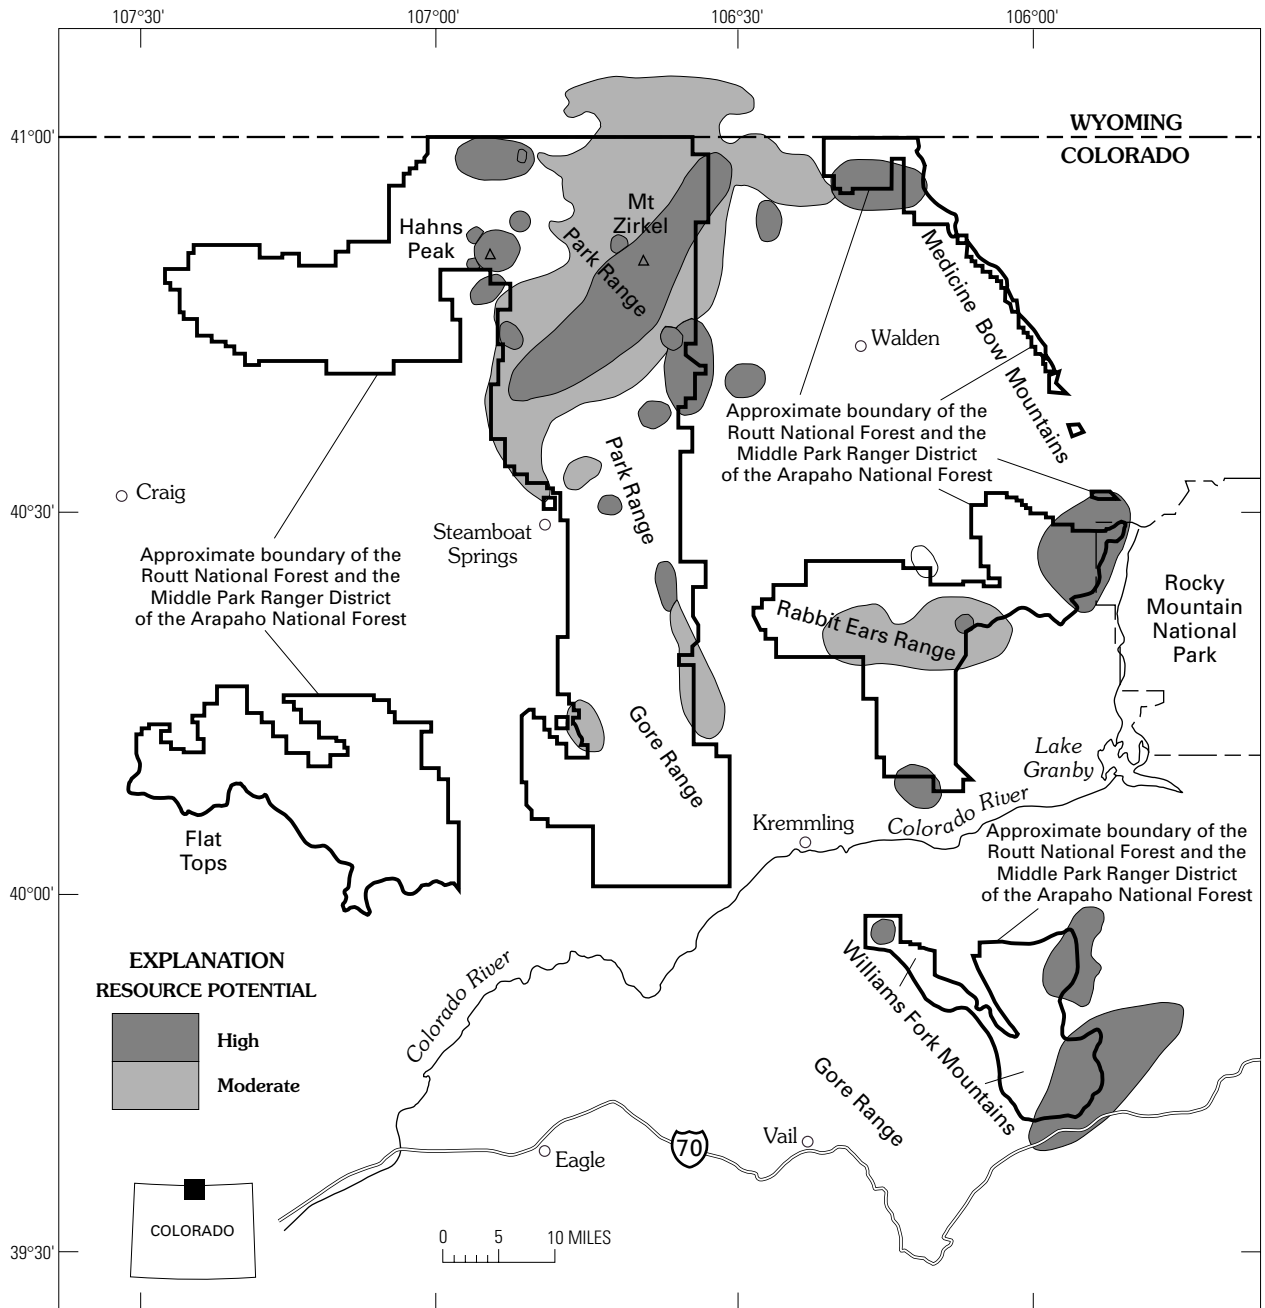 107°30'
107°00'
106°30'
106°00'
41°00'
WYOMING
COLORADO
Mt
Zirkel
Hahns
Peak
Park Range
Medicine Bow Mountains
Walden
Approximate boundary of the
Routt National Forest and the
Middle Park Ranger District
of the Arapaho National Forest
Park Range
Craig
40°30'
Steamboat
Springs
Approximate boundary of the
Routt National Forest and the
Middle Park Ranger District
of the Arapaho National Forest
Rocky
Mountain
National
Park
Rabbit Ears Range
Gore Range
Lake
Granby
Colorado River
Kremmling
Flat
Tops
Approximate boundary of the
Routt National Forest and the
Middle Park Ranger District
of the Arapaho National Forest
40°00'
Williams Fork Mountains
EXPLANATION
RESOURCE POTENTIAL
High
Moderate
Colorado River
Gore Range
Vail
70
Eagle
COLORADO
0 5 10 MILES
39°30'